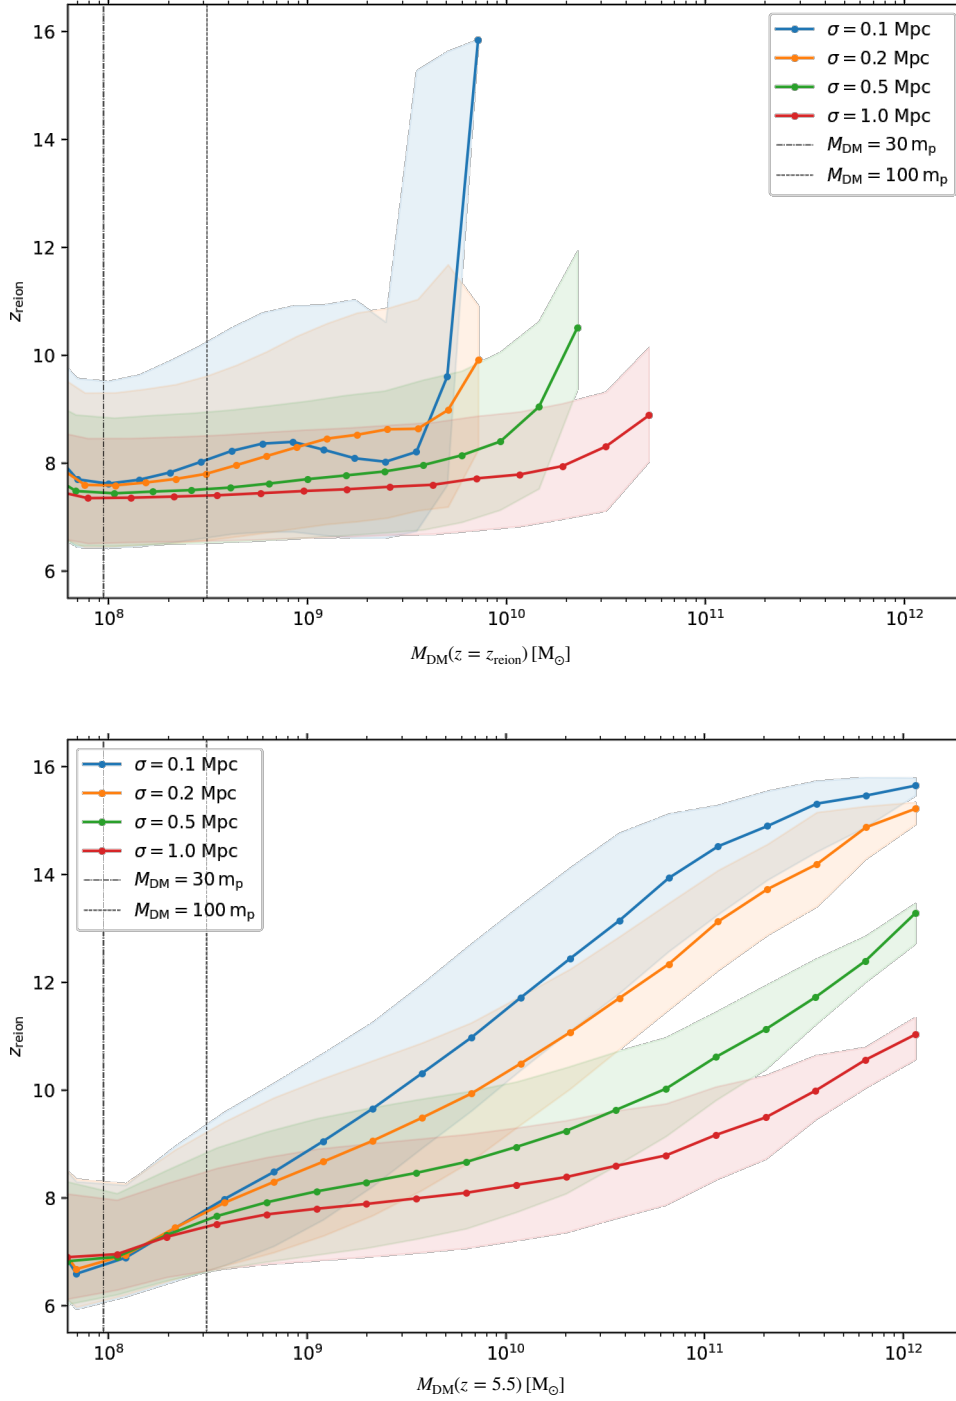 16
14
12
10
8
6
z_reion
σ = 0.1 Mpc
σ = 0.2 Mpc
σ = 0.5 Mpc
σ = 1.0 Mpc
M_DM = 30 m_p
M_DM = 100 m_p
10^8 10^9 10^10 10^11 10^12
M_DM(z = z_reion) [M_⊙]
16
14
12
10
8
6
z_reion
σ = 0.1 Mpc
σ = 0.2 Mpc
σ = 0.5 Mpc
σ = 1.0 Mpc
M_DM = 30 m_p
M_DM = 100 m_p
10^8 10^9 10^10 10^11 10^12
M_DM(z = 5.5) [M_⊙]